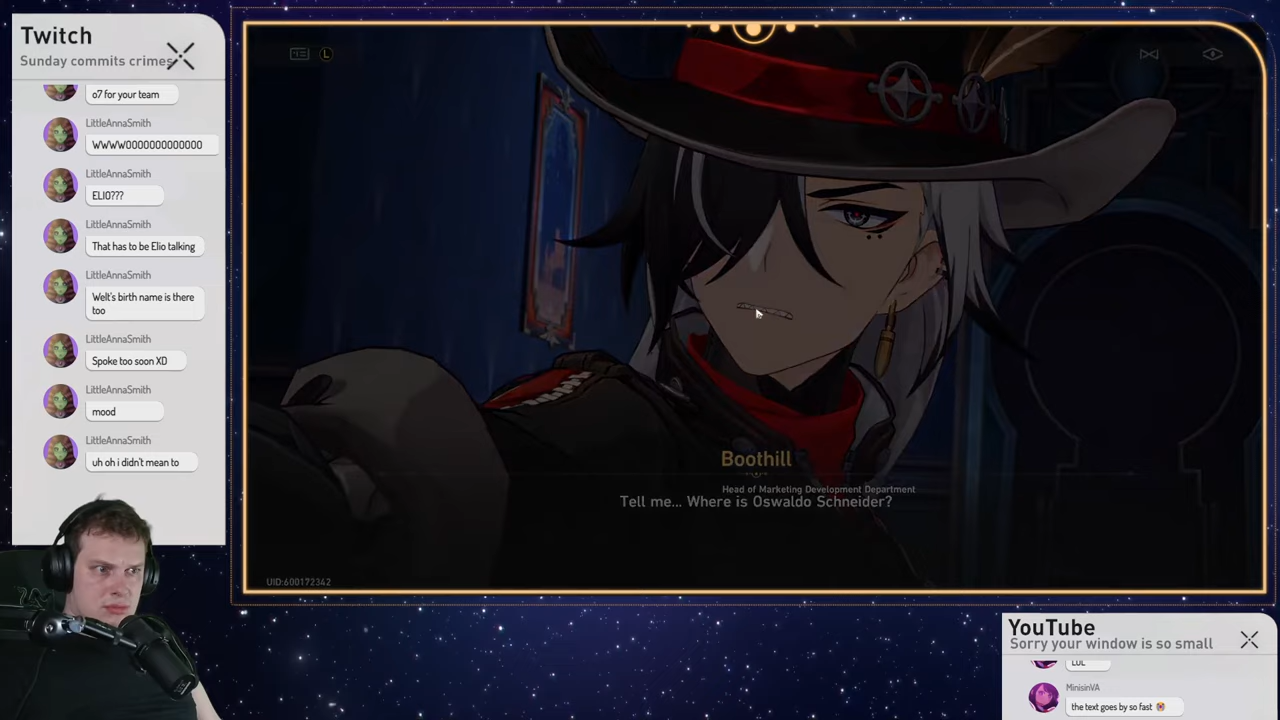 Twitch
Sunday commits crimes
o7 for your team
LittleAnnaSmith
WWWWOOOOOOOOOOOOO
LittleAnnaSmith
ELIO???
LittleAnnaSmith
That has to be Elio talking
LittleAnnaSmith
Welt's birth name is there
too
LittleAnnaSmith
Spoke too soon XD
LittleAnnaSmith
mood
LittleAnnaSmith
uh oh i didn't mean to
L
Boothill
Head of Marketing Development Department
Tell me... Where is Oswaldo Schneider?
UID:600172342
YouTube
Sorry your window is so small
LUL
MinisinVA
the text goes by so fast